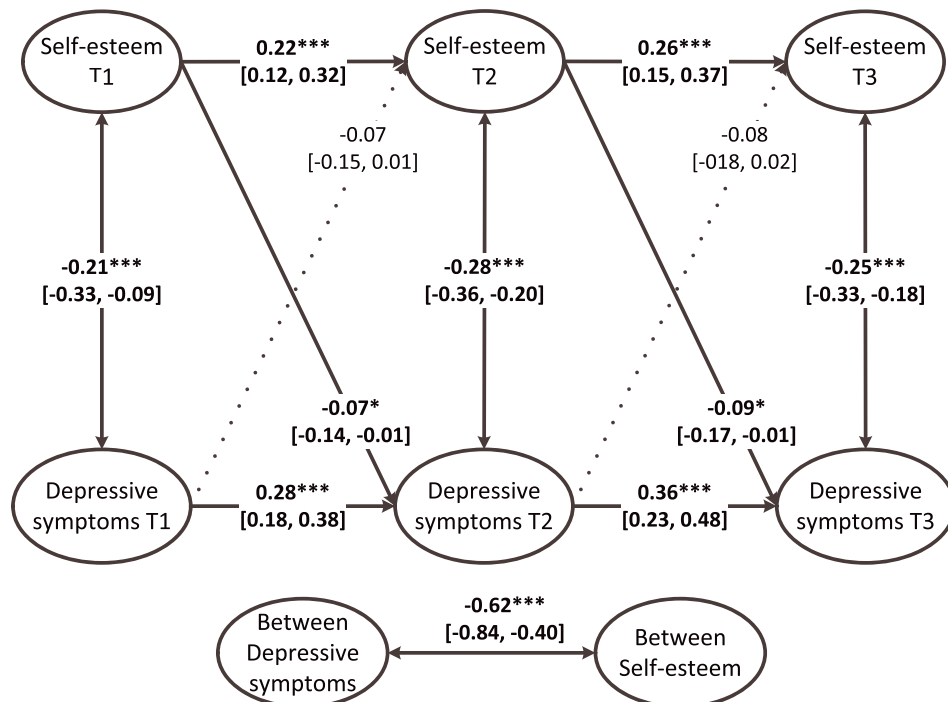 Self-esteem
T1
0.22***
[0.12, 0.32]
Self-esteem
T2
0.26***
[0.15, 0.37]
Self-esteem
T3
-0.07
[-0.15, 0.01]
-0.08
[-018, 0.02]
-0.21***
[-0.33, -0.09]
-0.28***
[-0.36, -0.20]
-0.25***
[-0.33, -0.18]
-0.07*
[-0.14, -0.01]
-0.09*
[-0.17, -0.01]
Depressive
symptoms T1
0.28***
[0.18, 0.38]
Depressive
symptoms T2
0.36***
[0.23, 0.48]
Depressive
symptoms T3
Between
Depressive
symptoms
-0.62***
[-0.84, -0.40]
Between
Self-esteem